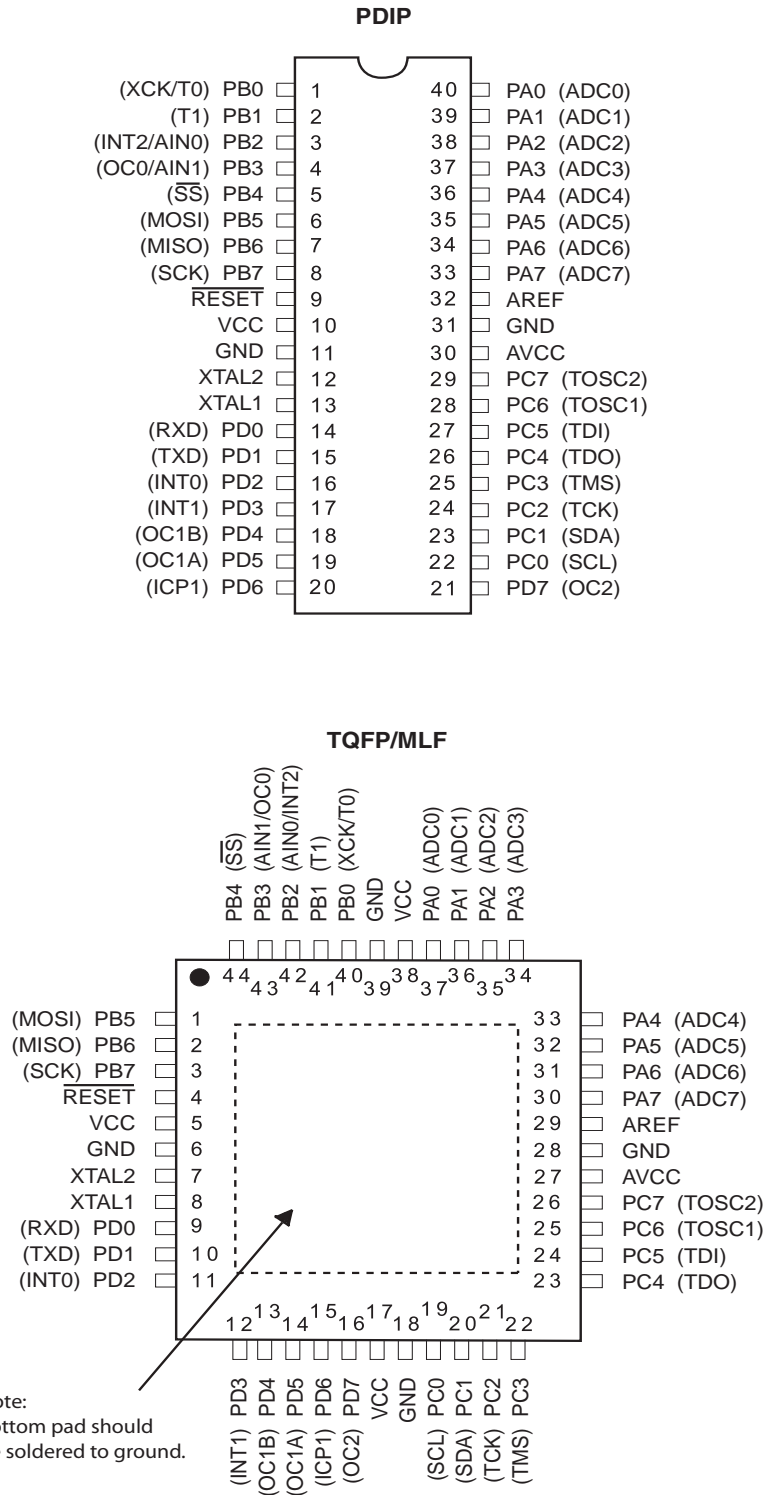 PDIP
(XCK/T0) PB0 1 40 PA0 (ADC0)
(T1) PB1 2 39 PA1 (ADC1)
(INT2/AIN0) PB2 3 38 PA2 (ADC2)
(OC0/AIN1) PB3 4 37 PA3 (ADC3)
(SS) PB4 5 36 PA4 (ADC4)
(MOSI) PB5 6 35 PA5 (ADC5)
(MISO) PB6 7 34 PA6 (ADC6)
(SCK) PB7 8 33 PA7 (ADC7)
RESET 9 32 AREF
VCC 10 31 GND
GND 11 30 AVCC
XTAL2 12 29 PC7 (TOSC2)
XTAL1 13 28 PC6 (TOSC1)
(RXD) PD0 14 27 PC5 (TDI)
(TXD) PD1 15 26 PC4 (TDO)
(INT0) PD2 16 25 PC3 (TMS)
(INT1) PD3 17 24 PC2 (TCK)
(OC1B) PD4 18 23 PC1 (SDA)
(OC1A) PD5 19 22 PC0 (SCL)
(ICP1) PD6 20 21 PD7 (OC2)
TQFP/MLF
PB4 (SS)
PB3 (AIN1/OC0)
PB2 (AIN0/INT2)
PB1 (T1)
PB0 (XCK/T0)
GND
VCC
PA0 (ADC0)
PA1 (ADC1)
PA2 (ADC2)
PA3 (ADC3)
44 43 42 41 40 39 38 37 36 35 34
(MOSI) PB5 1 33 PA4 (ADC4)
(MISO) PB6 2 32 PA5 (ADC5)
(SCK) PB7 3 31 PA6 (ADC6)
RESET 4 30 PA7 (ADC7)
VCC 5 29 AREF
GND 6 28 GND
XTAL2 7 27 AVCC
XTAL1 8 26 PC7 (TOSC2)
(RXD) PD0 9 25 PC6 (TOSC1)
(TXD) PD1 10 24 PC5 (TDI)
(INT0) PD2 11 23 PC4 (TDO)
12 13 14 15 16 17 18 19 20 21 22
(INT1) PD3
(OC1B) PD4
(OC1A) PD5
(ICP1) PD6
(OC2) PD7
VCC
GND
(SCL) PC0
(SDA) PC1
(TCK) PC2
(TMS) PC3
ote:
ottom pad should
e soldered to ground.